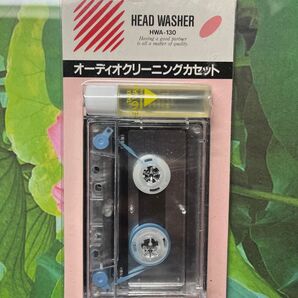 HEAD WASHER
HWA-130
Having a good partner
is all a matter of quality.
オーディオクリーニングカセット